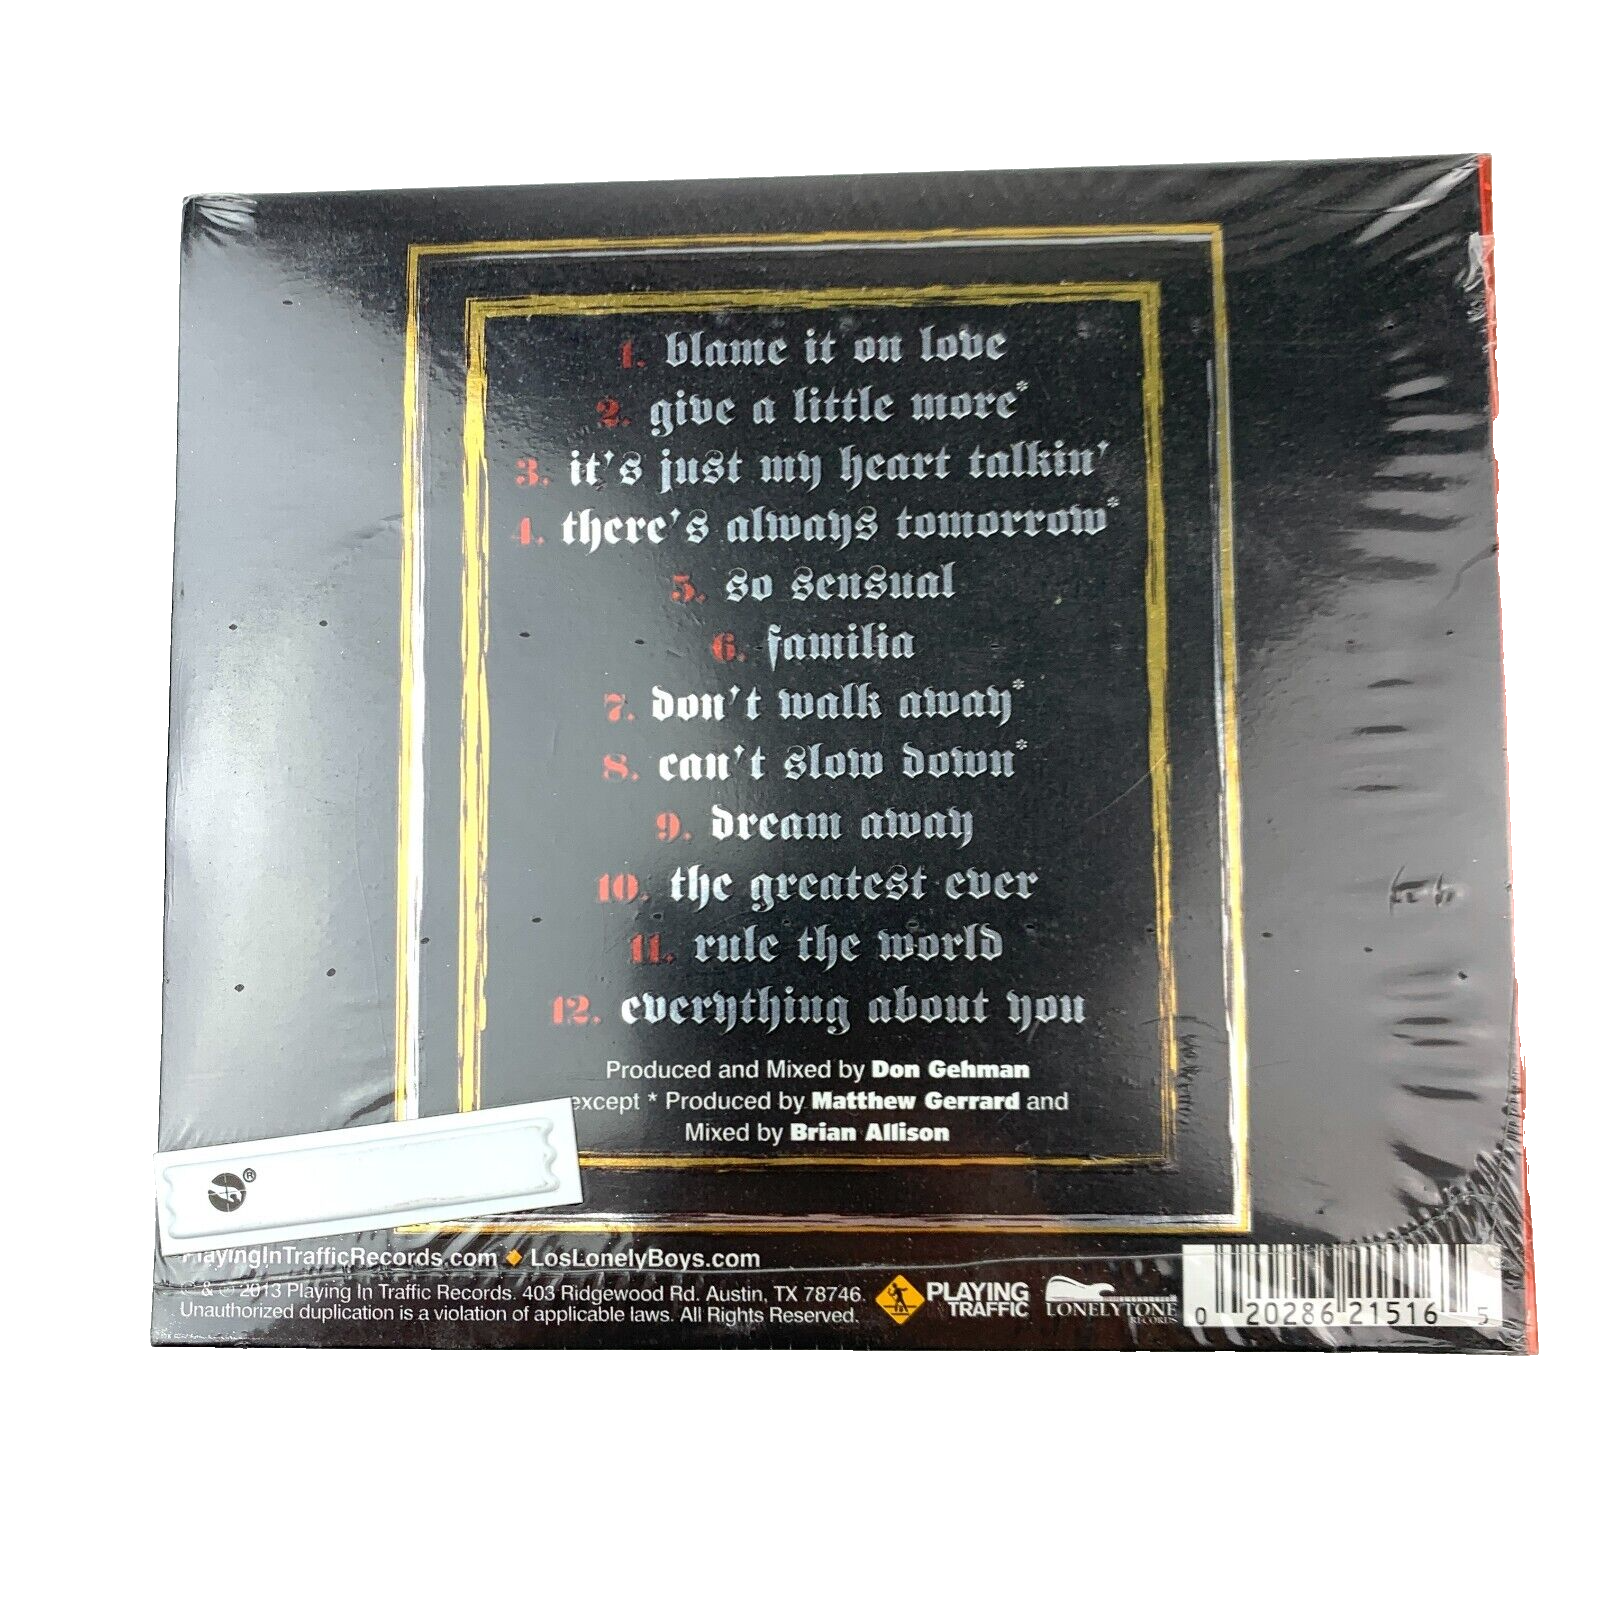 1. blame it on love
2. give a little more*
3. it's just my heart talkin'
4. there's always tomorrow*
5. so sensual
6. familia
7. don't walk away*
8. can't slow down*
9. dream away
10. the greatest ever
11. rule the world
12. everything about you
Produced and Mixed by Don Gehman
except * Produced by Matthew Gerrard and
Mixed by Brian Allison
®
PlayingInTrafficRecords.com ◆ LosLonelyBoys.com
© & ℗ 2013 Playing In Traffic Records. 403 Ridgewood Rd. Austin, TX 78746.
Unauthorized duplication is a violation of applicable laws. All Rights Reserved.
PLAYING
TRAFFIC
LONELYTONE
RECORDS
0 20286 21516 5